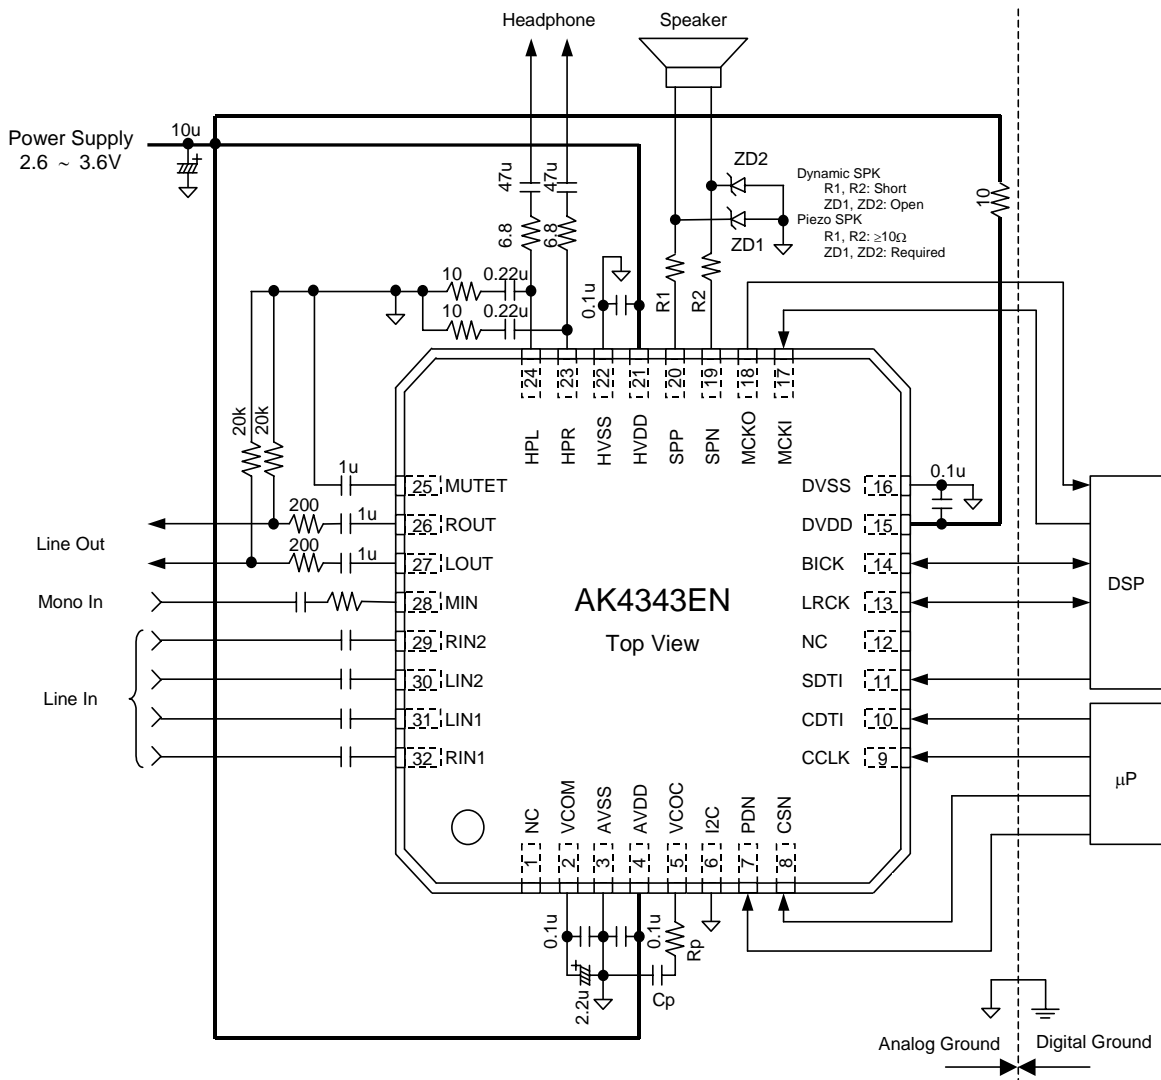 Headphone
Speaker
Power Supply
2.6 ~ 3.6V
10u
+
47u
47u
6.8
6.8
ZD2
ZD1
Dynamic SPK
R1, R2: Short
ZD1, ZD2: Open
Piezo SPK
R1, R2: ≥10Ω
ZD1, ZD2: Required
10
10
0.22u
10
0.22u
0.1u
R1
R2
20k
20k
24
23
22
21
20
19
18
17
HPL
HPR
HVSS
HVDD
SPP
SPN
MCKO
MCKI
1u
25 MUTET
200
1u
26 ROUT
200
1u
27 LOUT
Line Out
Mono In
28 MIN
29 RIN2
30 LIN2
Line In
31 LIN1
32 RIN1
AK4343EN
Top View
DVSS 16
0.1u
DVDD 15
BICK 14
LRCK 13
NC 12
SDTI 11
CDTI 10
CCLK 9
DSP
μP
NC
VCOM
AVSS
AVDD
VCOC
I2C
PDN
CSN
1
2
3
4
5
6
7
8
0.1u
0.1u
Rp
+
2.2u
Cp
Analog Ground
Digital Ground